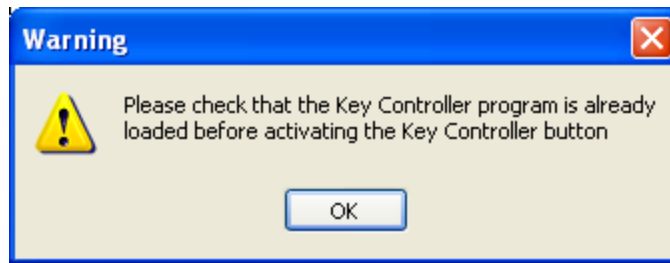 Warning
Please check that the Key Controller program is already
loaded before activating the Key Controller button
OK